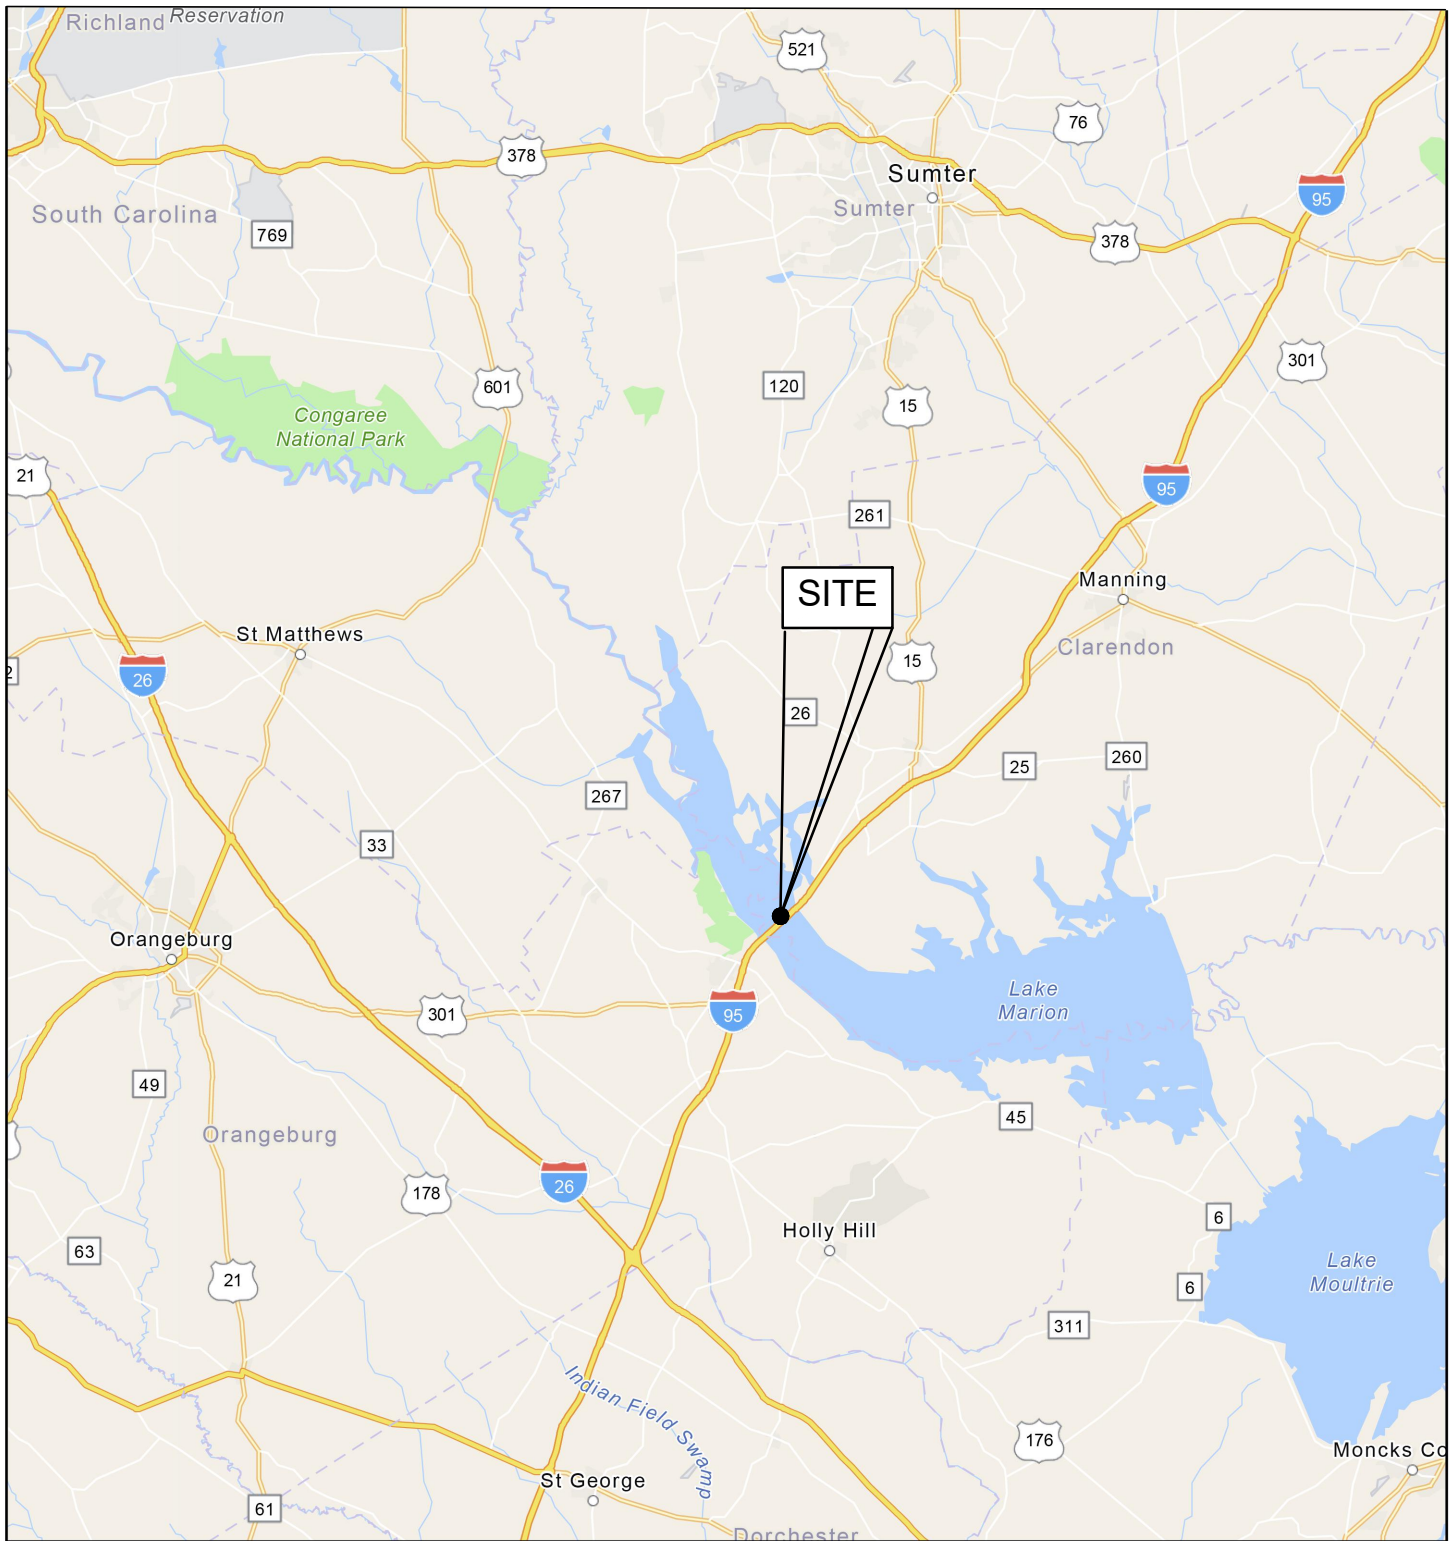 Richland
Reservation
521
76
378
Sumter
95
South Carolina
Sumter
769
378
301
601
120
15
Congaree
National Park
21
95
261
Manning
SITE
St Matthews
Clarendon
15
26
26
260
25
267
33
Orangeburg
Lake
Marion
301
95
49
45
Orangeburg
26
178
6
Holly Hill
63
Lake
Moultrie
21
6
311
Indian Field Swamp
176
Moncks Co
St George
61
Dorchester